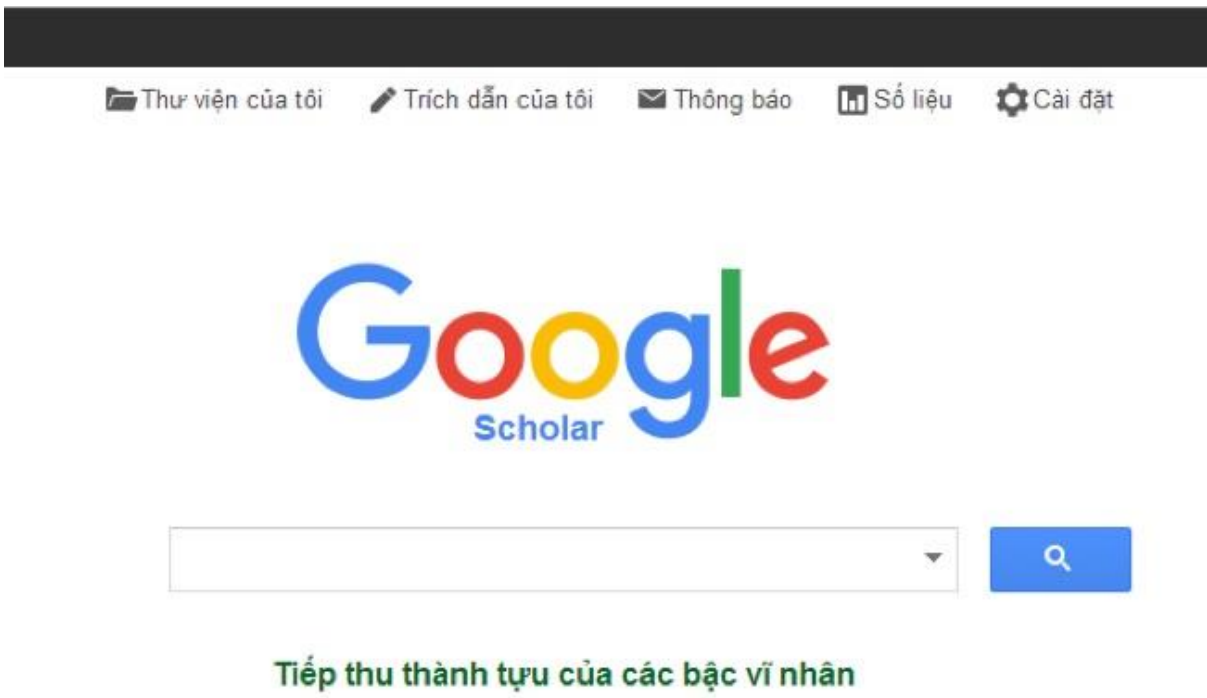 Thư viện của tôi Trích dẫn của tôi Thông báo Số liệu Cài đặt
Google
Scholar
Tiếp thu thành tựu của các bậc vĩ nhân